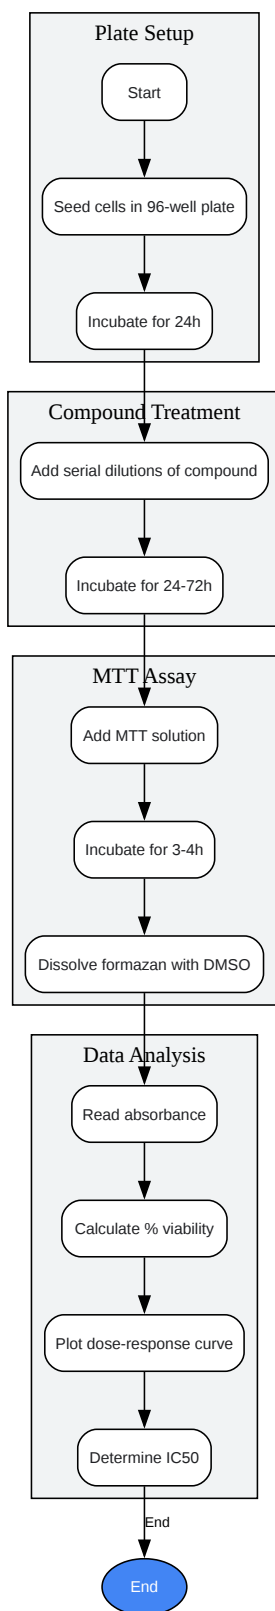 Plate Setup
Start
Seed cells in 96-well plate
Incubate for 24h
Compound Treatment
Add serial dilutions of compound
Incubate for 24-72h
MTT Assay
Add MTT solution
Incubate for 3-4h
Dissolve formazan with DMSO
Data Analysis
Read absorbance
Calculate % viability
Plot dose-response curve
Determine IC50
End
End